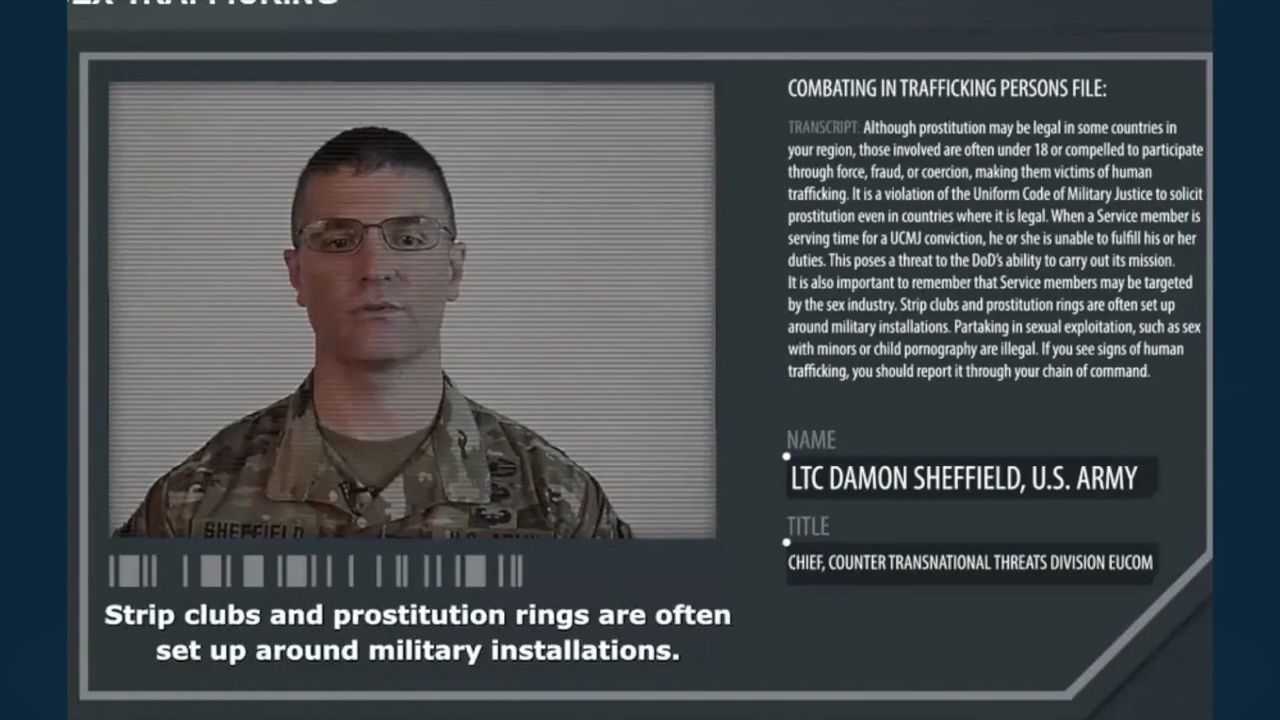 SEX TRAFFICKING
COMBATING IN TRAFFICKING PERSONS FILE:
TRANSCRIPT: Although prostitution may be legal in some countries in
your region, those involved are often under 18 or compelled to participate
through force, fraud, or coercion, making them victims of human
trafficking. It is a violation of the Uniform Code of Military Justice to solicit
prostitution even in countries where it is legal. When a Service member is
serving time for a UCMJ conviction, he or she is unable to fulfill his or her
duties. This poses a threat to the DoD's ability to carry out its mission.
It is also important to remember that Service members may be targeted
by the sex industry. Strip clubs and prostitution rings are often set up
around military installations. Partaking in sexual exploitation, such as sex
with minors or child pornography are illegal. If you see signs of human
trafficking, you should report it through your chain of command.
NAME
LTC DAMON SHEFFIELD, U.S. ARMY
TITLE
CHIEF, COUNTER TRANSNATIONAL THREATS DIVISION EUCOM
SHEFFIELD
U.S. ARMY
Strip clubs and prostitution rings are often
set up around military installations.